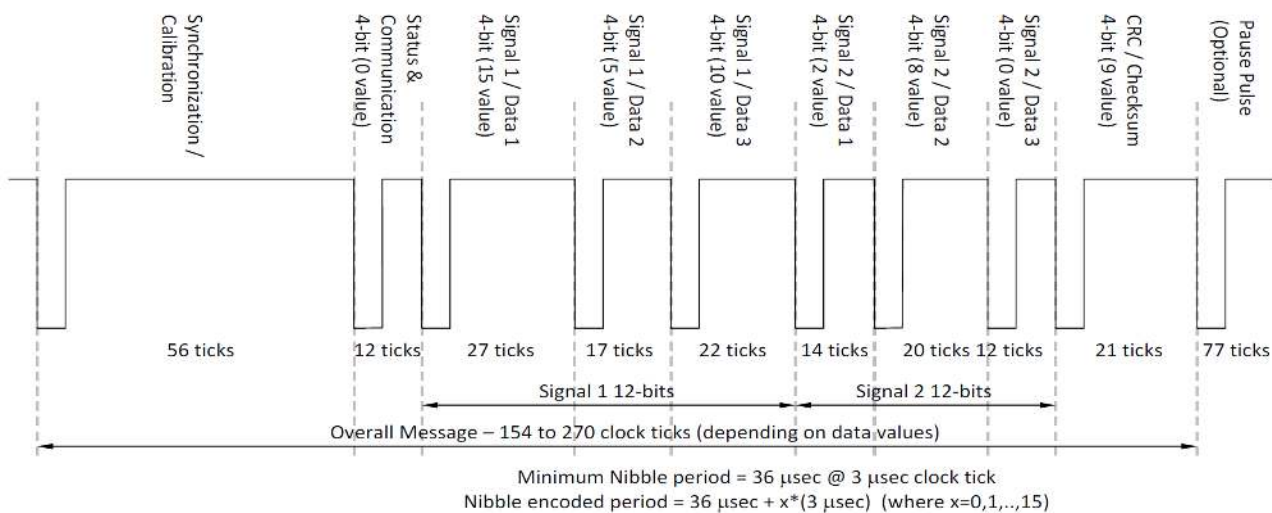 Synchronization /
Calibration
Status &
Communication
4-bit (0 value)
Signal 1 / Data 1
4-bit (15 value)
Signal 1 / Data 2
4-bit (5 value)
Signal 1 / Data 3
4-bit (10 value)
Signal 2 / Data 1
4-bit (2 value)
Signal 2 / Data 2
4-bit (8 value)
Signal 2 / Data 3
4-bit (0 value)
CRC / Checksum
4-bit (9 value)
Pause Pulse
(Optional)
56 ticks 12 ticks 27 ticks 17 ticks 22 ticks 14 ticks 20 ticks 12 ticks 21 ticks 77 ticks
Signal 1 12-bits Signal 2 12-bits
Overall Message – 154 to 270 clock ticks (depending on data values)
Minimum Nibble period = 36 µsec @ 3 µsec clock tick
Nibble encoded period = 36 µsec + x*(3 µsec) (where x=0,1,..,15)